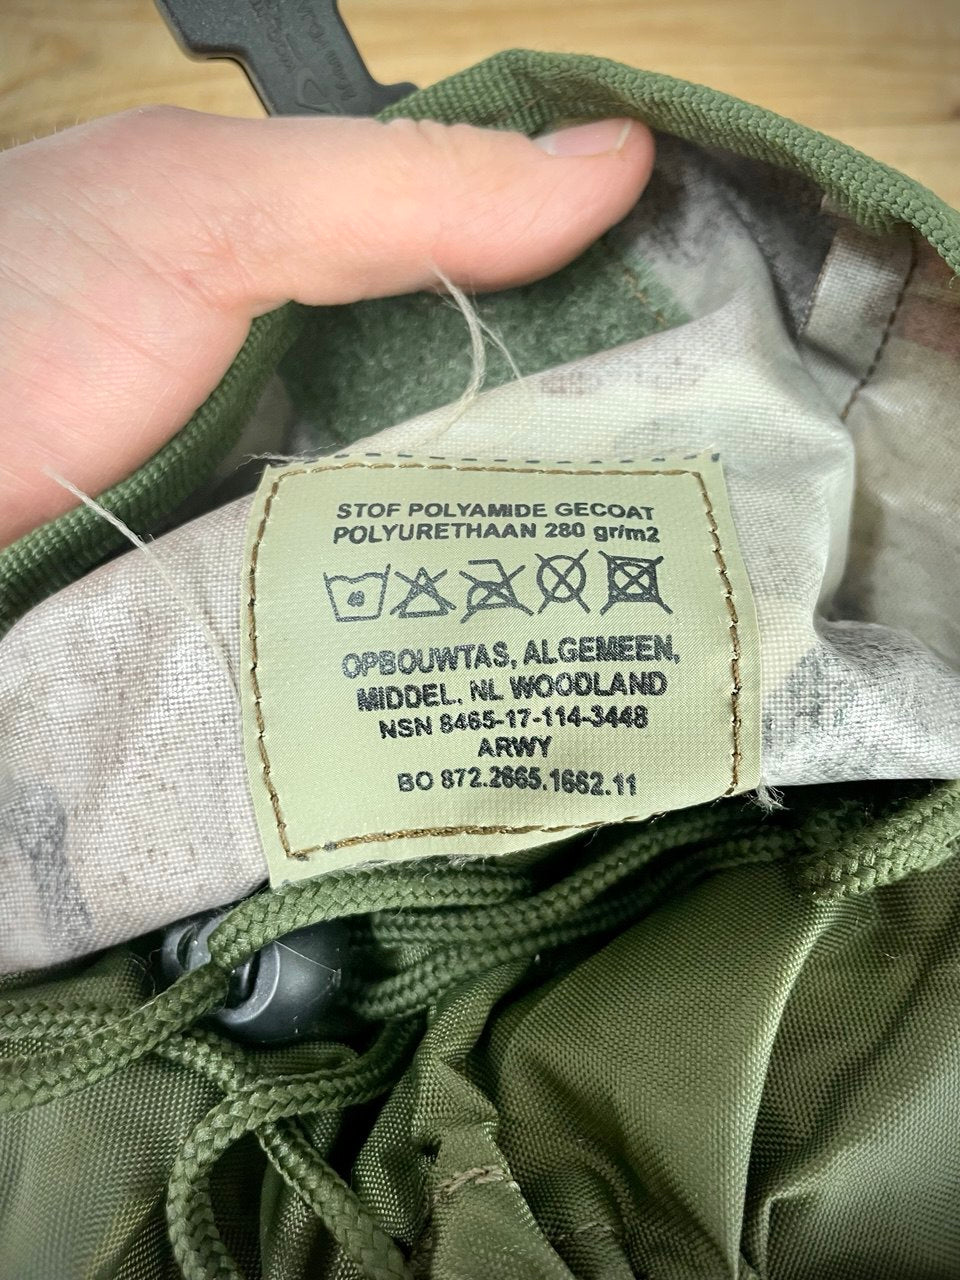 STOF POLYAMIDE GECOAT
POLYURETHAAN 280 gr/m2
OPBOUWTAS, ALGEMEEN,
MIDDEL. NL WOODLAND
NSN 8465-17-114-3448
ARWY
BO 872.2665.1662.11